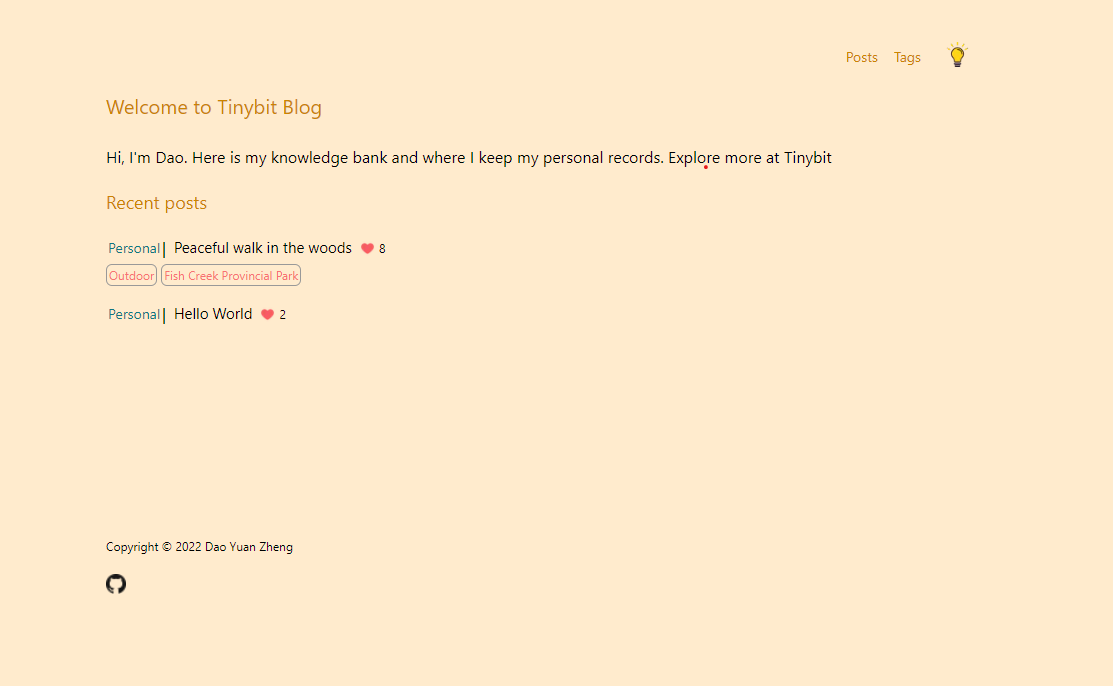 Posts Tags
Welcome to Tinybit Blog
Hi, I'm Dao. Here is my knowledge bank and where I keep my personal records. Explore more at Tinybit
Recent posts
Personal| Peaceful walk in the woods 8
Outdoor Fish Creek Provincial Park
Personal| Hello World 2
Copyright © 2022 Dao Yuan Zheng